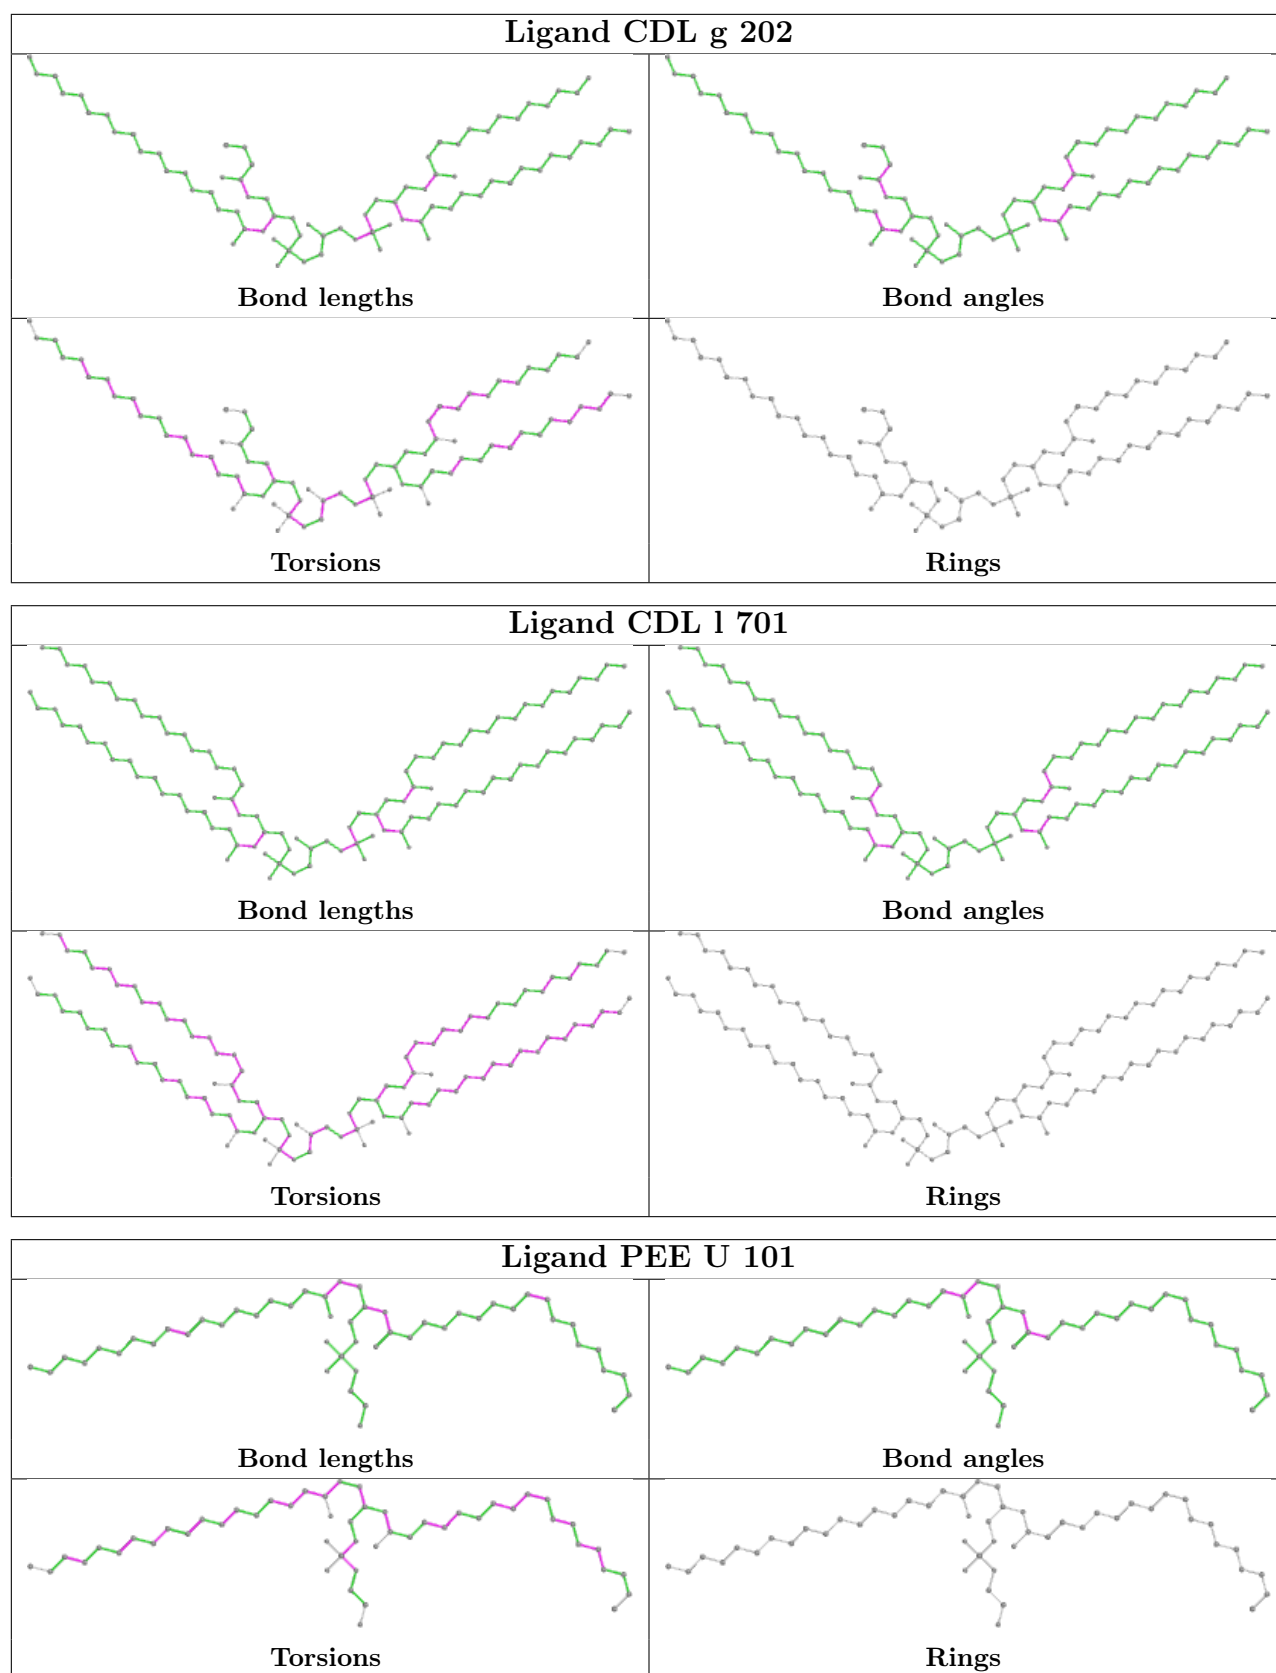 Ligand CDL g 202
Bond lengths
Bond angles
Torsions
Rings
Ligand CDL l 701
Bond lengths
Bond angles
Torsions
Rings
Ligand PEE U 101
Bond lengths
Bond angles
Torsions
Rings